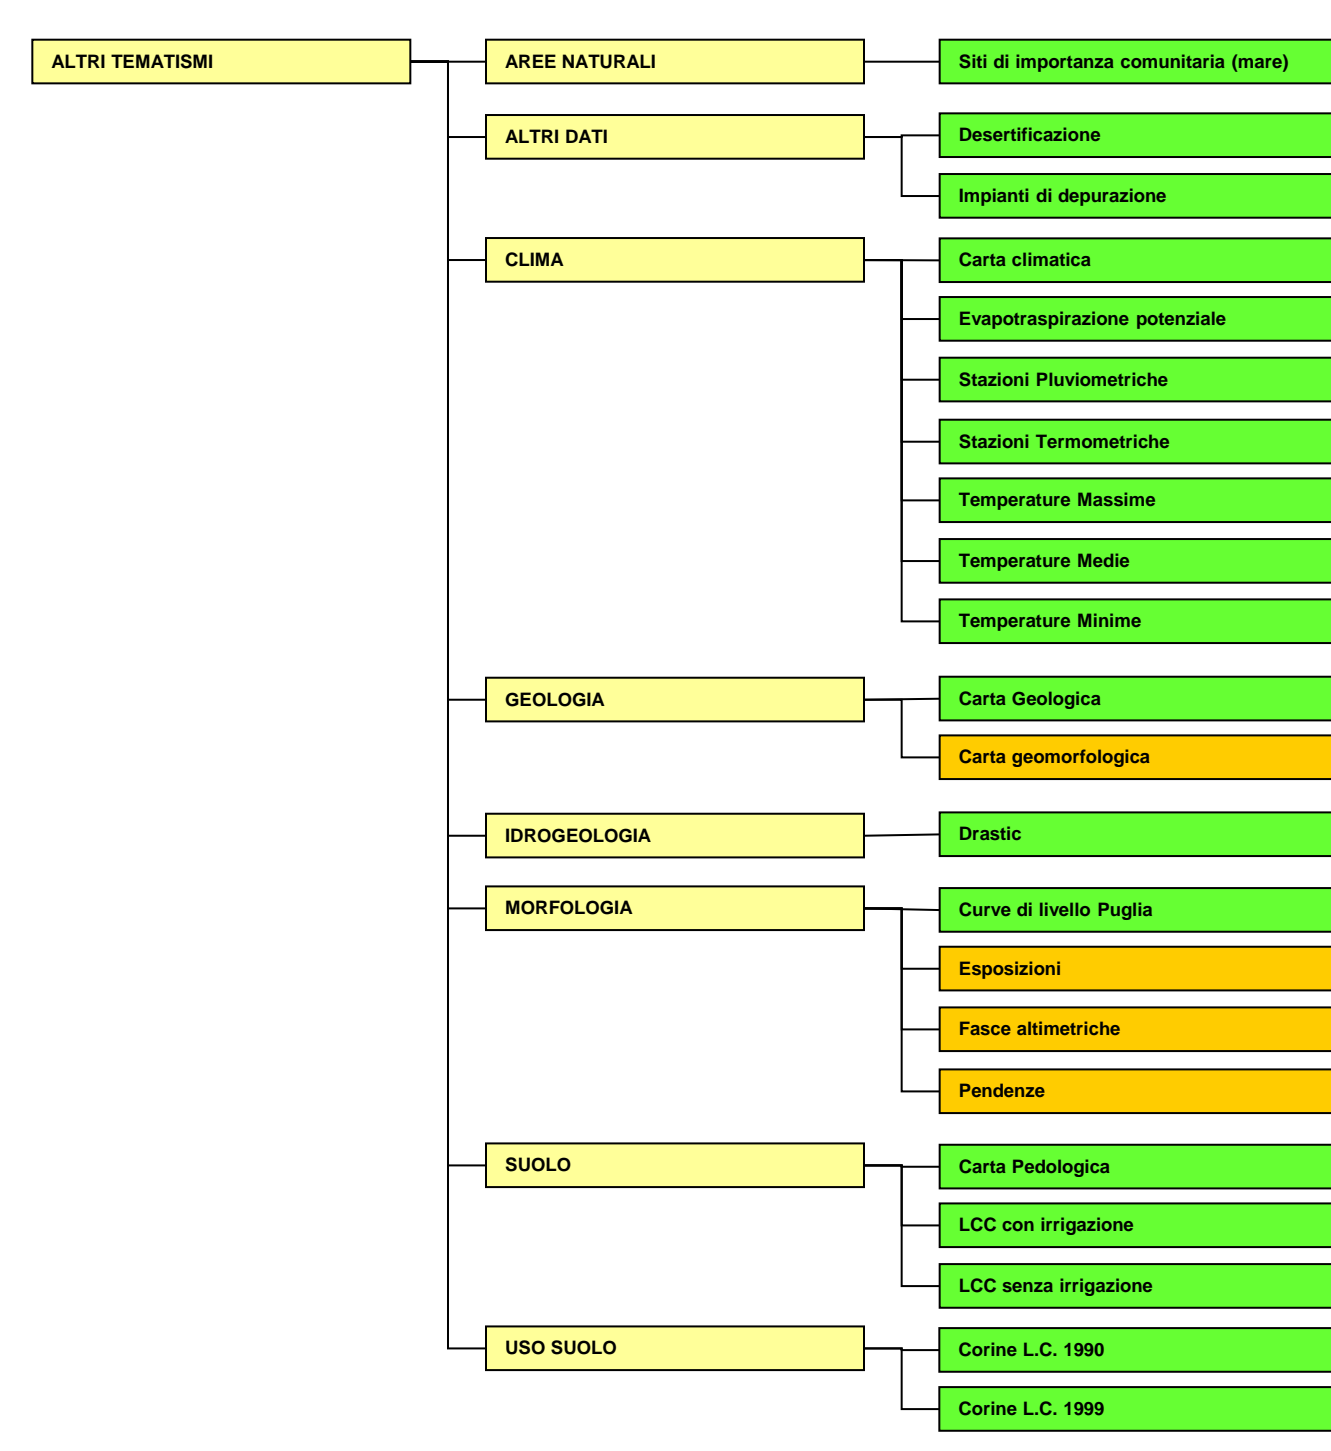 ALTRI TEMATISMI
AREE NATURALI
Siti di importanza comunitaria (mare)
ALTRI DATI
Desertificazione
Impianti di depurazione
CLIMA
Carta climatica
Evapotraspirazione potenziale
Stazioni Pluviometriche
Stazioni Termometriche
Temperature Massime
Temperature Medie
Temperature Minime
GEOLOGIA
Carta Geologica
Carta geomorfologica
IDROGEOLOGIA
Drastic
MORFOLOGIA
Curve di livello Puglia
Esposizioni
Fasce altimetriche
Pendenze
SUOLO
Carta Pedologica
LCC con irrigazione
LCC senza irrigazione
USO SUOLO
Corine L.C. 1990
Corine L.C. 1999